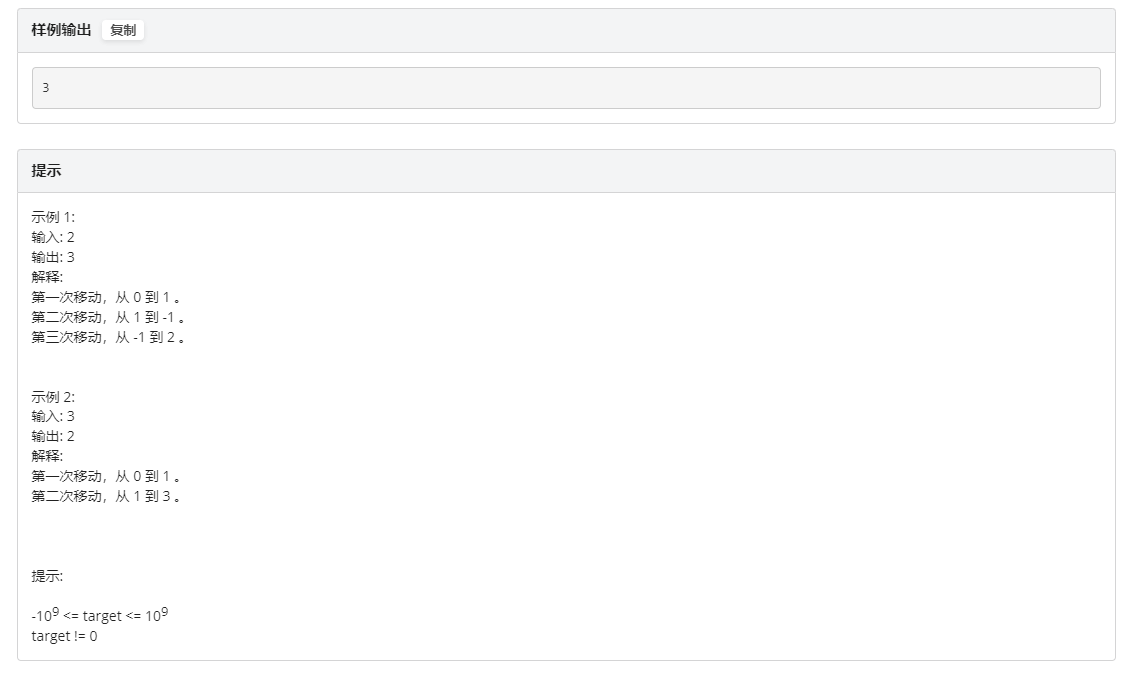 样例输出 复制
3
提示
示例 1:
输入: 2
输出: 3
解释:
第一次移动，从 0 到 1 。
第二次移动，从 1 到 -1 。
第三次移动，从 -1 到 2 。
示例 2:
输入: 3
输出: 2
解释:
第一次移动，从 0 到 1 。
第二次移动，从 1 到 3 。
提示:
-10⁹ <= target <= 10⁹
target != 0